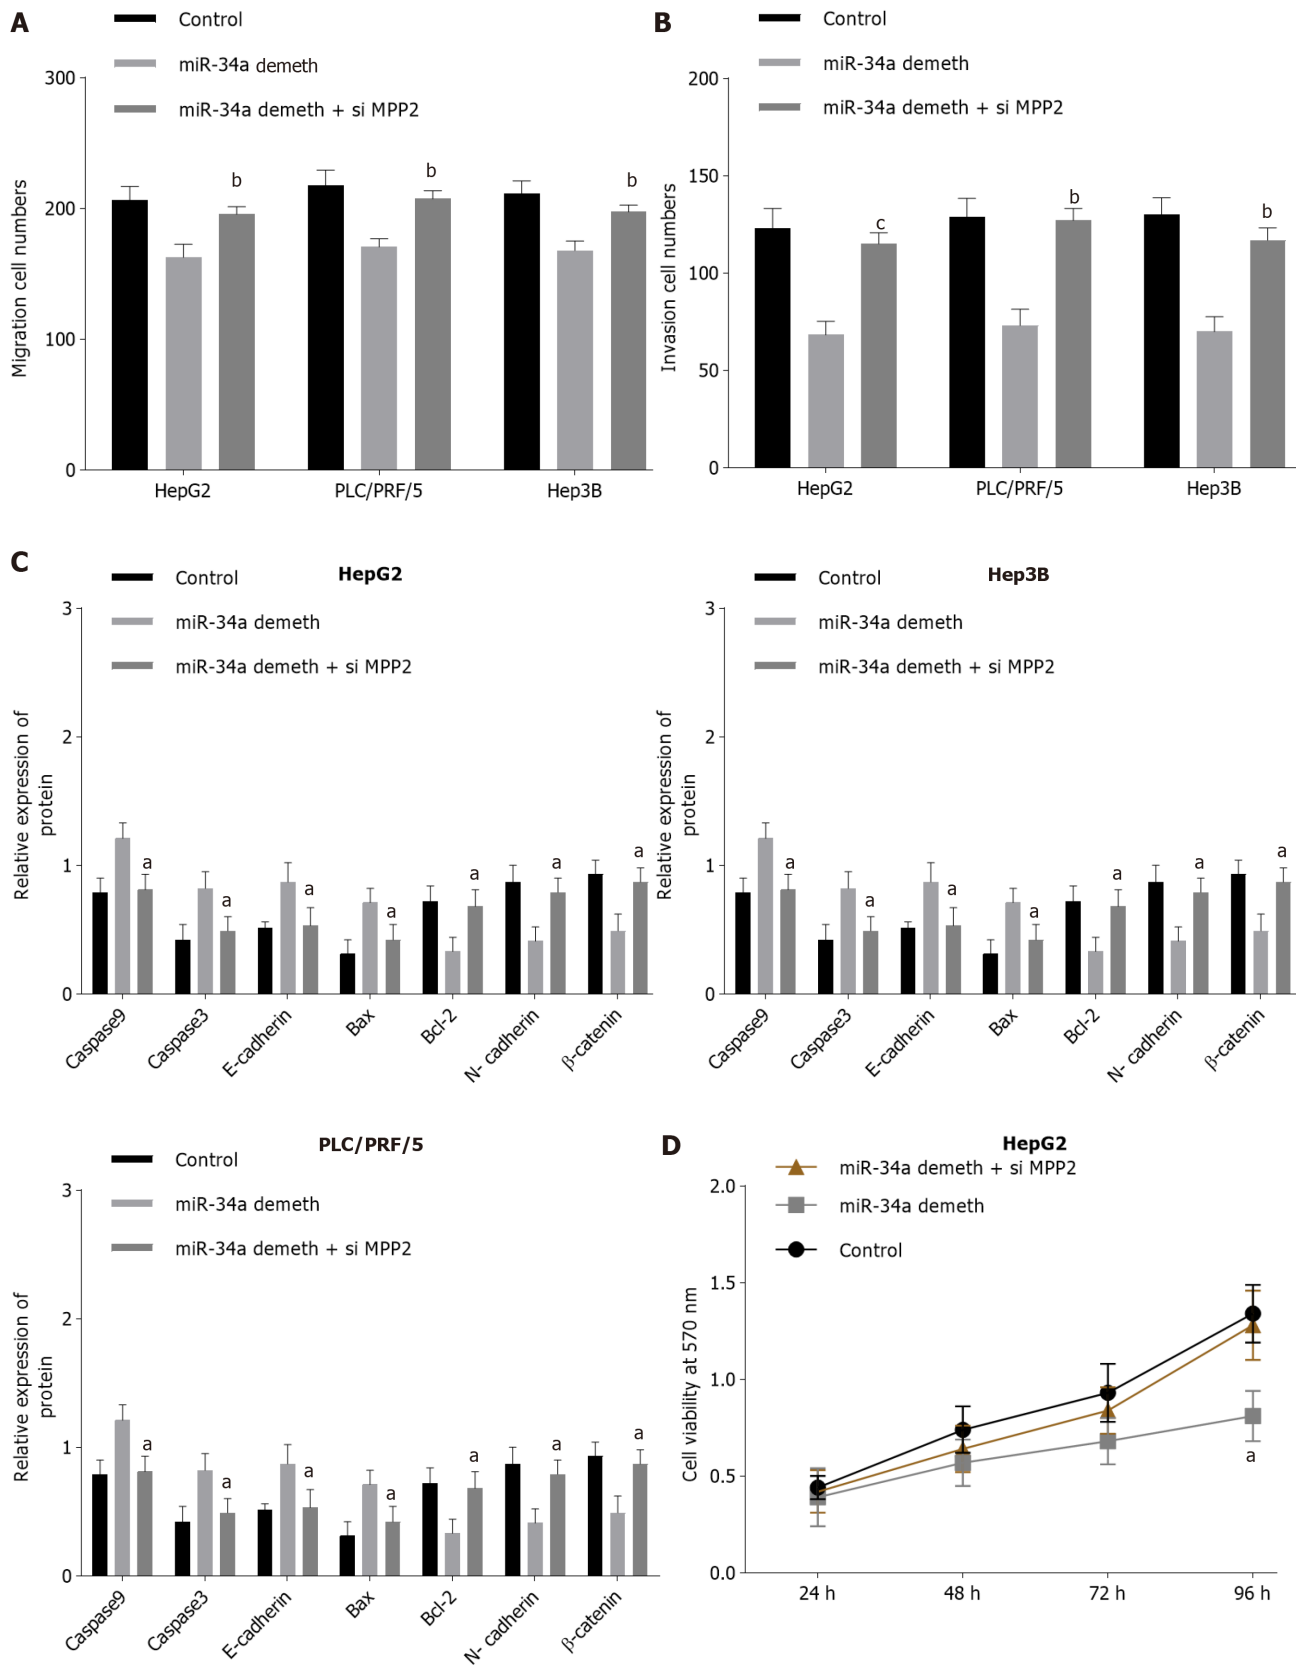 A
Control
miR-34a demeth
miR-34a demeth + si MPP2
300
200
100
0
Migration cell numbers
b
b
b
HepG2
PLC/PRF/5
Hep3B
B
Control
miR-34a demeth
miR-34a demeth + si MPP2
200
150
100
50
0
Invasion cell numbers
c
b
b
HepG2
PLC/PRF/5
Hep3B
C
HepG2
Control
miR-34a demeth
miR-34a demeth + si MPP2
3
2
1
0
Relative expression of
protein
a
a
a
a
a
a
a
Caspase9
Caspase3
E-cadherin
Bax
Bcl-2
N- cadherin
β-catenin
Hep3B
Control
miR-34a demeth
miR-34a demeth + si MPP2
3
2
1
0
Relative expression of
protein
a
a
a
a
a
a
a
Caspase9
Caspase3
E-cadherin
Bax
Bcl-2
N- cadherin
β-catenin
PLC/PRF/5
Control
miR-34a demeth
miR-34a demeth + si MPP2
3
2
1
0
Relative expression of
protein
a
a
a
a
a
a
a
Caspase9
Caspase3
E-cadherin
Bax
Bcl-2
N- cadherin
β-catenin
D
HepG2
miR-34a demeth + si MPP2
miR-34a demeth
Control
2.0
1.5
1.0
0.5
0.0
Cell viability at 570 nm
a
24 h
48 h
72 h
96 h